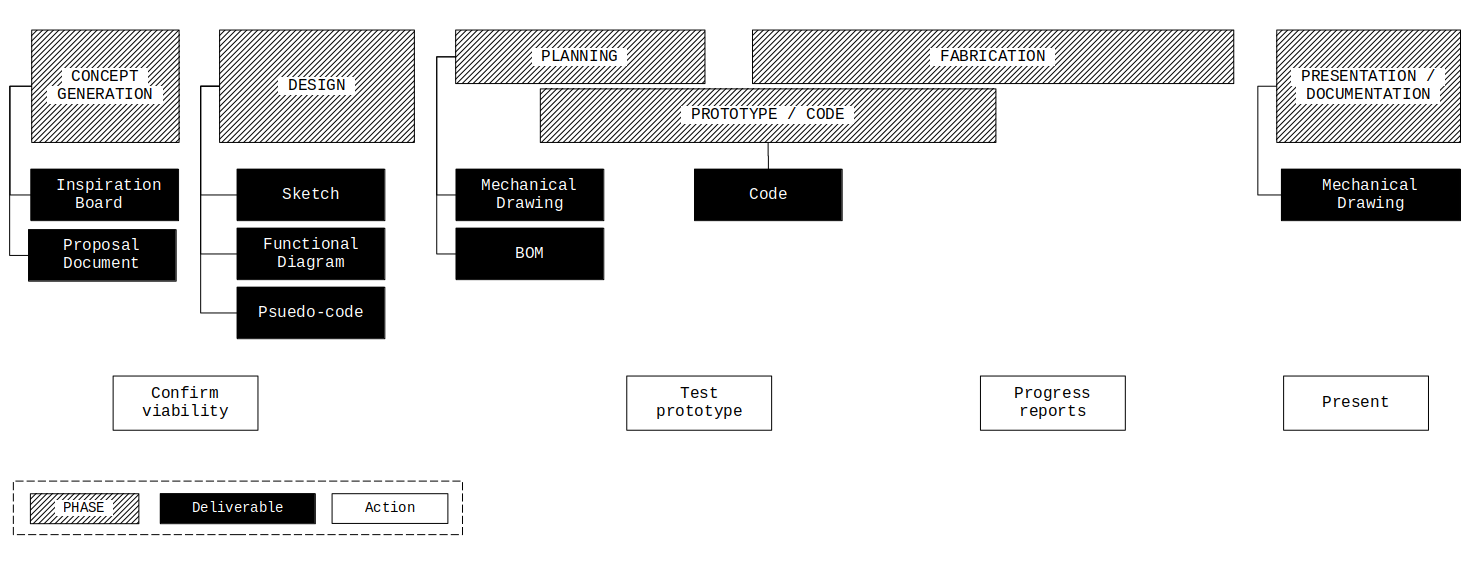 CONCEPT
GENERATION
DESIGN
PLANNING
FABRICATION
PROTOTYPE / CODE
PRESENTATION /
DOCUMENTATION
Inspiration
Board
Proposal
Document
Sketch
Functional
Diagram
Psuedo-code
Mechanical
Drawing
BOM
Code
Mechanical
Drawing
Confirm
viability
Test
prototype
Progress
reports
Present
PHASE
Deliverable
Action